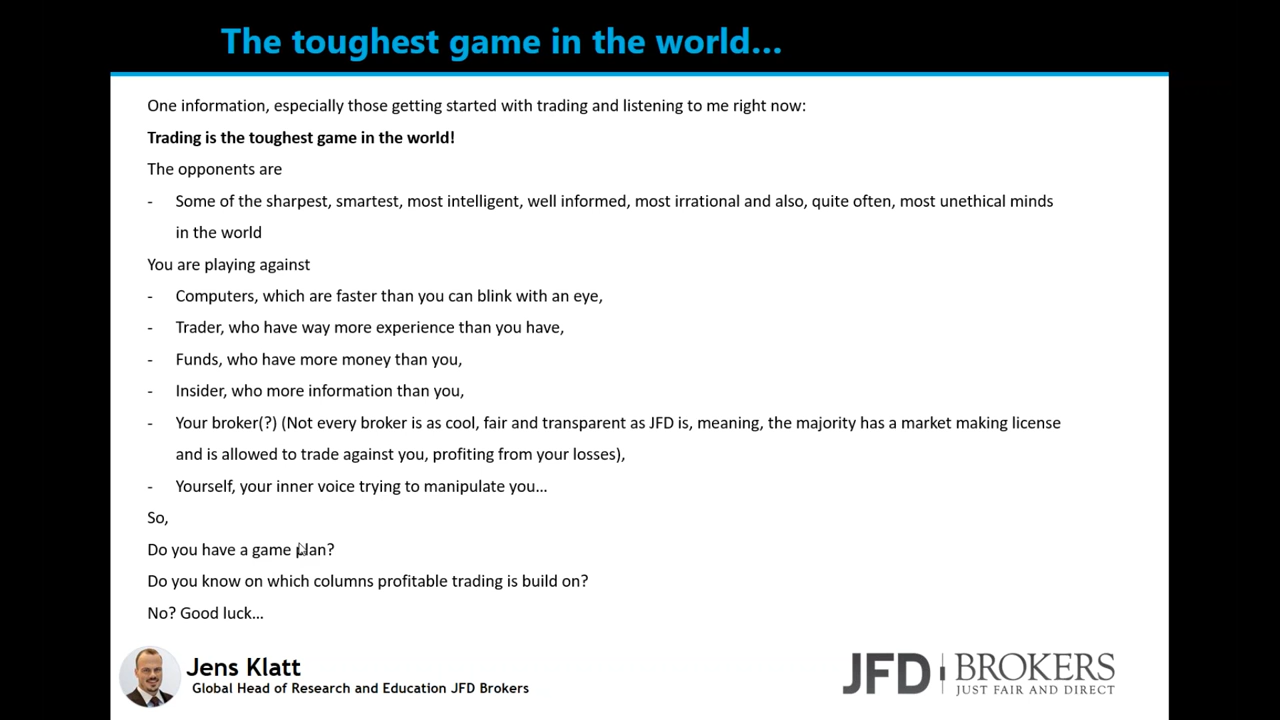 The toughest game in the world...
One information, especially those getting started with trading and listening to me right now:
Trading is the toughest game in the world!
The opponents are
- Some of the sharpest, smartest, most intelligent, well informed, most irrational and also, quite often, most unethical minds
in the world
You are playing against
- Computers, which are faster than you can blink with an eye,
- Trader, who have way more experience than you have,
- Funds, who have more money than you,
- Insider, who more information than you,
- Your broker(?) (Not every broker is as cool, fair and transparent as JFD is, meaning, the majority has a market making license
and is allowed to trade against you, profiting from your losses),
- Yourself, your inner voice trying to manipulate you...
So,
Do you have a game plan?
Do you know on which columns profitable trading is build on?
No? Good luck...
Jens Klatt
Global Head of Research and Education JFD Brokers
JFD BROKERS
JUST FAIR AND DIRECT